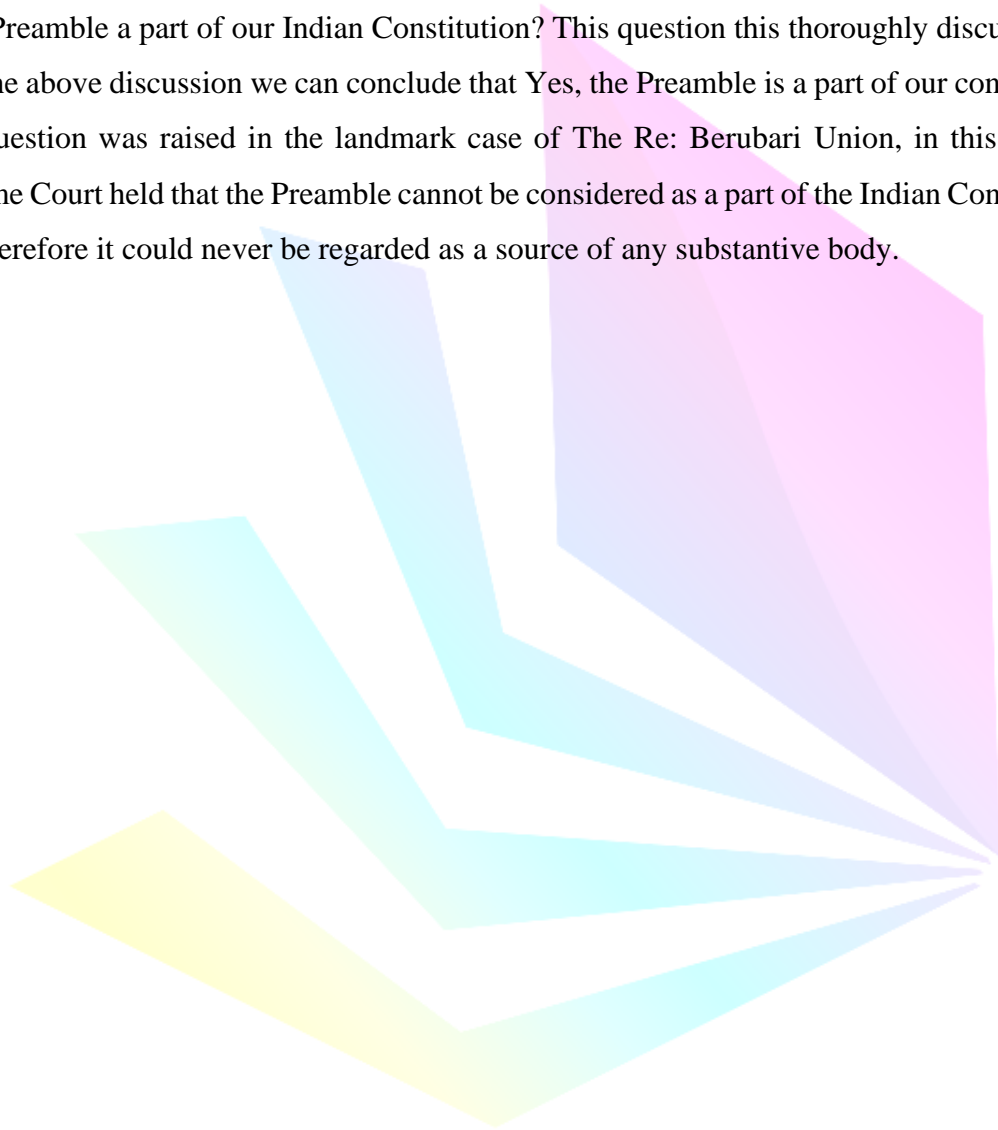 Preamble a part of our Indian Constitution? This question this thoroughly discu
he above discussion we can conclude that Yes, the Preamble is a part of our con
uestion was raised in the landmark case of The Re: Berubari Union, in this
he Court held that the Preamble cannot be considered as a part of the Indian Con
erefore it could never be regarded as a source of any substantive body.